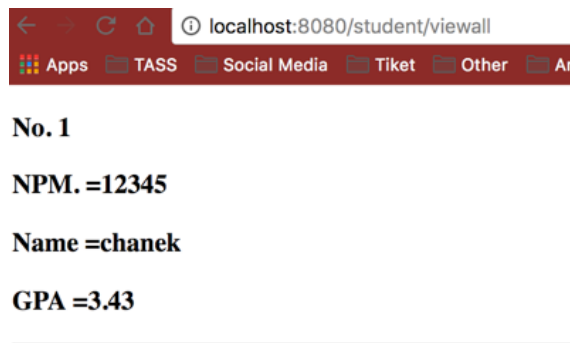 localhost:8080/student/viewall
Apps TASS Social Media Tiket Other
No. 1
NPM. =12345
Name =chanek
GPA =3.43